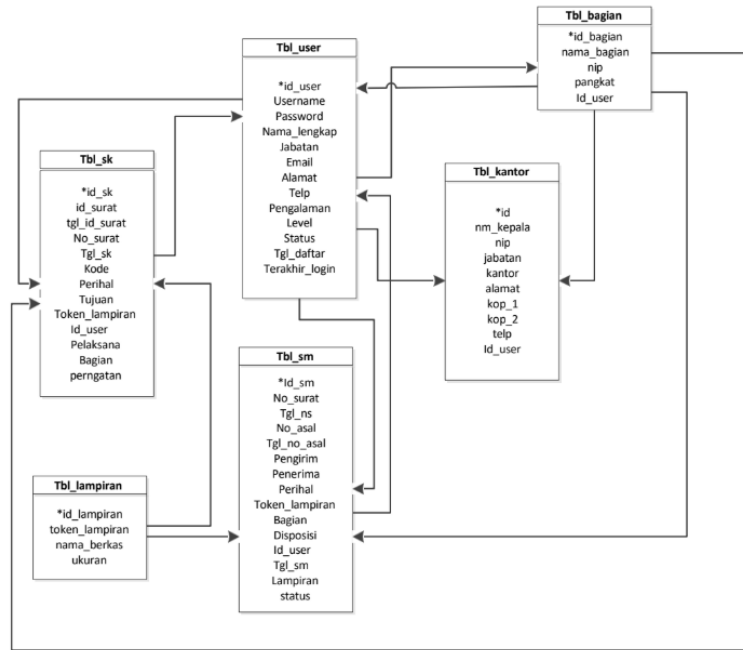 Tbl_bagian
*id_bagian
nama_bagian
nip
pangkat
Id_user
Tbl_user
*id_user
Username
Password
Nama_lengkap
Jabatan
Email
Alamat
Telp
Pengalaman
Level
Status
Tgl_daftar
Terakhir_login
Tbl_sk
*id_sk
id_surat
tgl_id_surat
No_surat
Tgl_sk
Kode
Perihal
Tujuan
Token_lampiran
Id_user
Pelaksana
Bagian
perngatan
Tbl_kantor
*id
nm_kepala
nip
jabatan
kantor
alamat
kop_1
kop_2
telp
Id_user
Tbl_sm
*Id_sm
No_surat
Tgl_ns
No_asal
Tgl_no_asal
Pengirim
Penerima
Perihal
Token_lampiran
Bagian
Disposisi
Id_user
Tgl_sm
Lampiran
status
Tbl_lampiran
*id_lampiran
token_lampiran
nama_berkas
ukuran